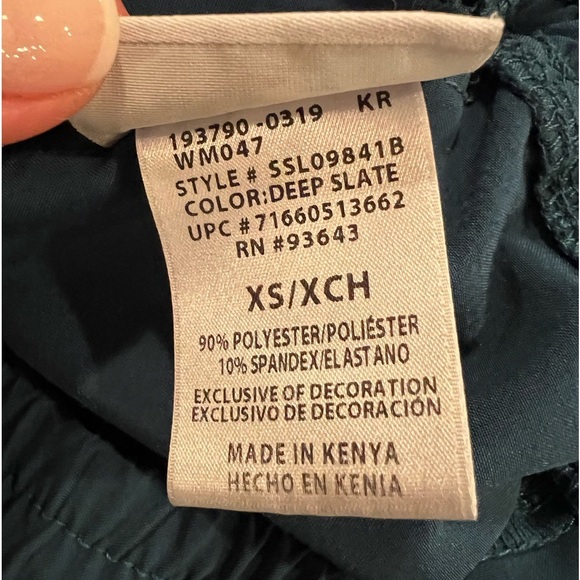 193790-0319 KR
WM047
STYLE # SSL09841B
COLOR:DEEP SLATE
UPC #71660513662
RN #93643
XS/XCH
90% POLYESTER/POLIÉSTER
10% SPANDEX/ELASTANO
EXCLUSIVE OF DECORATION
EXCLUSIVO DE DECORACIÓN
MADE IN KENYA
HECHO EN KENIA